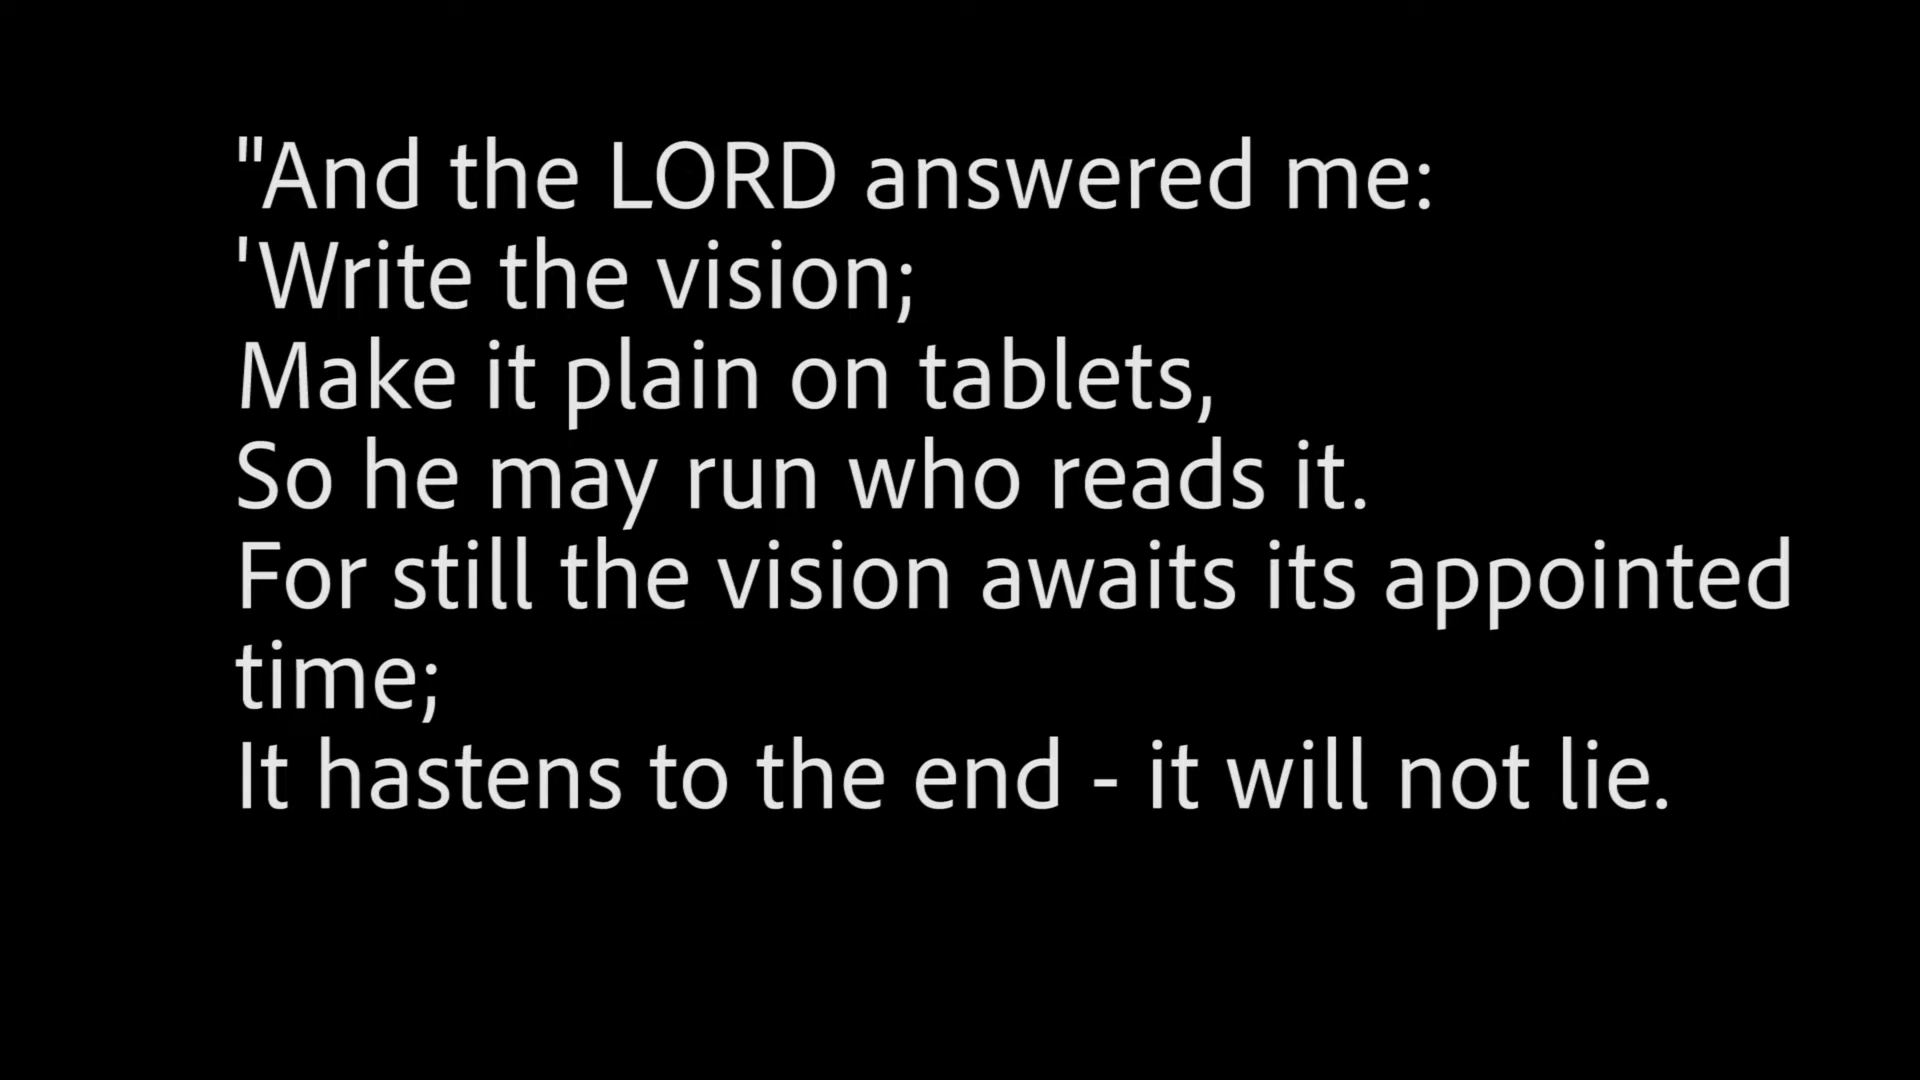 "And the LORD answered me:
'Write the vision;
Make it plain on tablets,
So he may run who reads it.
For still the vision awaits its appointed
time;
It hastens to the end - it will not lie.